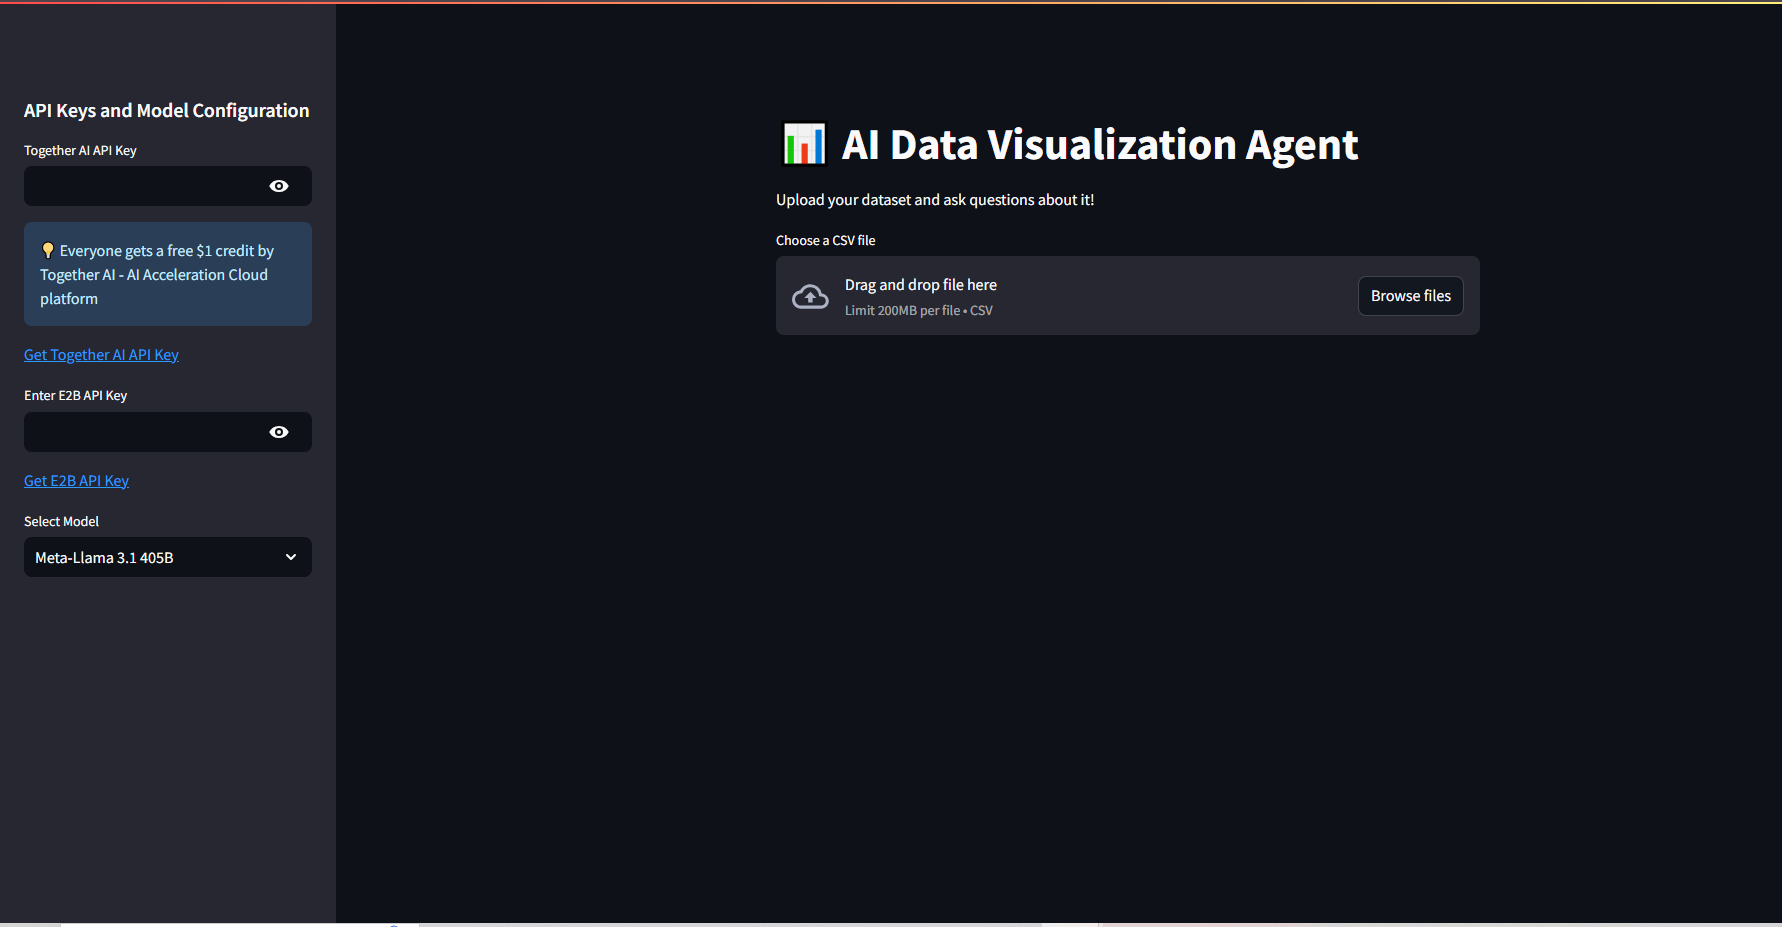 API Keys and Model Configuration
Together AI API Key
💡 Everyone gets a free $1 credit by
Together AI - AI Acceleration Cloud
platform
Get Together AI API Key
Enter E2B API Key
Get E2B API Key
Select Model
Meta-Llama 3.1 405B
📊 AI Data Visualization Agent
Upload your dataset and ask questions about it!
Choose a CSV file
Drag and drop file here
Limit 200MB per file • CSV
Browse files